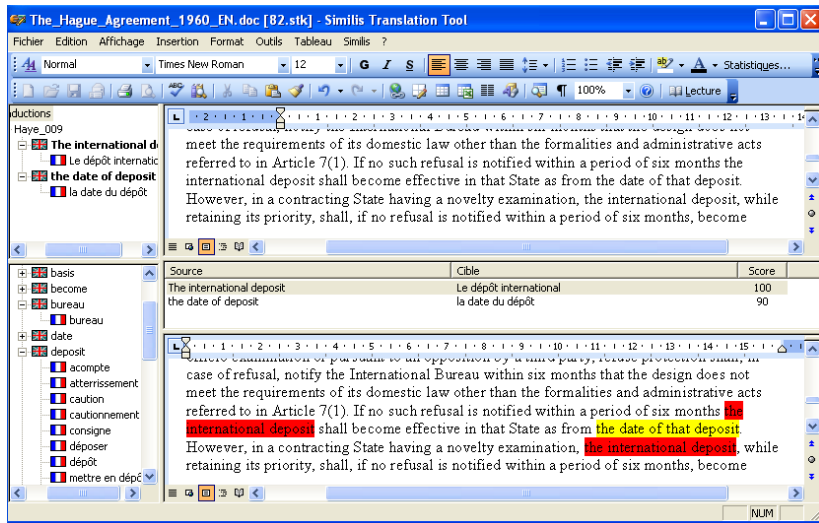 The_Hague_Agreement_1960_EN.doc [82.stk] - Similis Translation Tool
Fichier Edition Affichage Insertion Format Outils Tableau Similis ?
Normal Times New Roman 12 G I S Statistiques...
100% Lecture
ductions
Haye_009
The international d
Le dépôt internatic
the date of deposit
la date du dépôt
meet the requirements of its domestic law other than the formalities and administrative acts
referred to in Article 7(1). If no such refusal is notified within a period of six months the
international deposit shall become effective in that State as from the date of that deposit.
However, in a contracting State having a novelty examination, the international deposit, while
retaining its priority, shall, if no refusal is notified within a period of six months, become
Source Cible Score
The international deposit Le dépôt international 100
the date of deposit la date du dépôt 90
basis
become
bureau
bureau
date
deposit
acompte
atterrissement
caution
cautionnement
consigne
déposer
dépôt
mettre en dépô
case of refusal, notify the International Bureau within six months that the design does not
meet the requirements of its domestic law other than the formalities and administrative acts
referred to in Article 7(1). If no such refusal is notified within a period of six months the
international deposit shall become effective in that State as from the date of that deposit.
However, in a contracting State having a novelty examination, the international deposit, while
retaining its priority, shall, if no refusal is notified within a period of six months, become
NUM